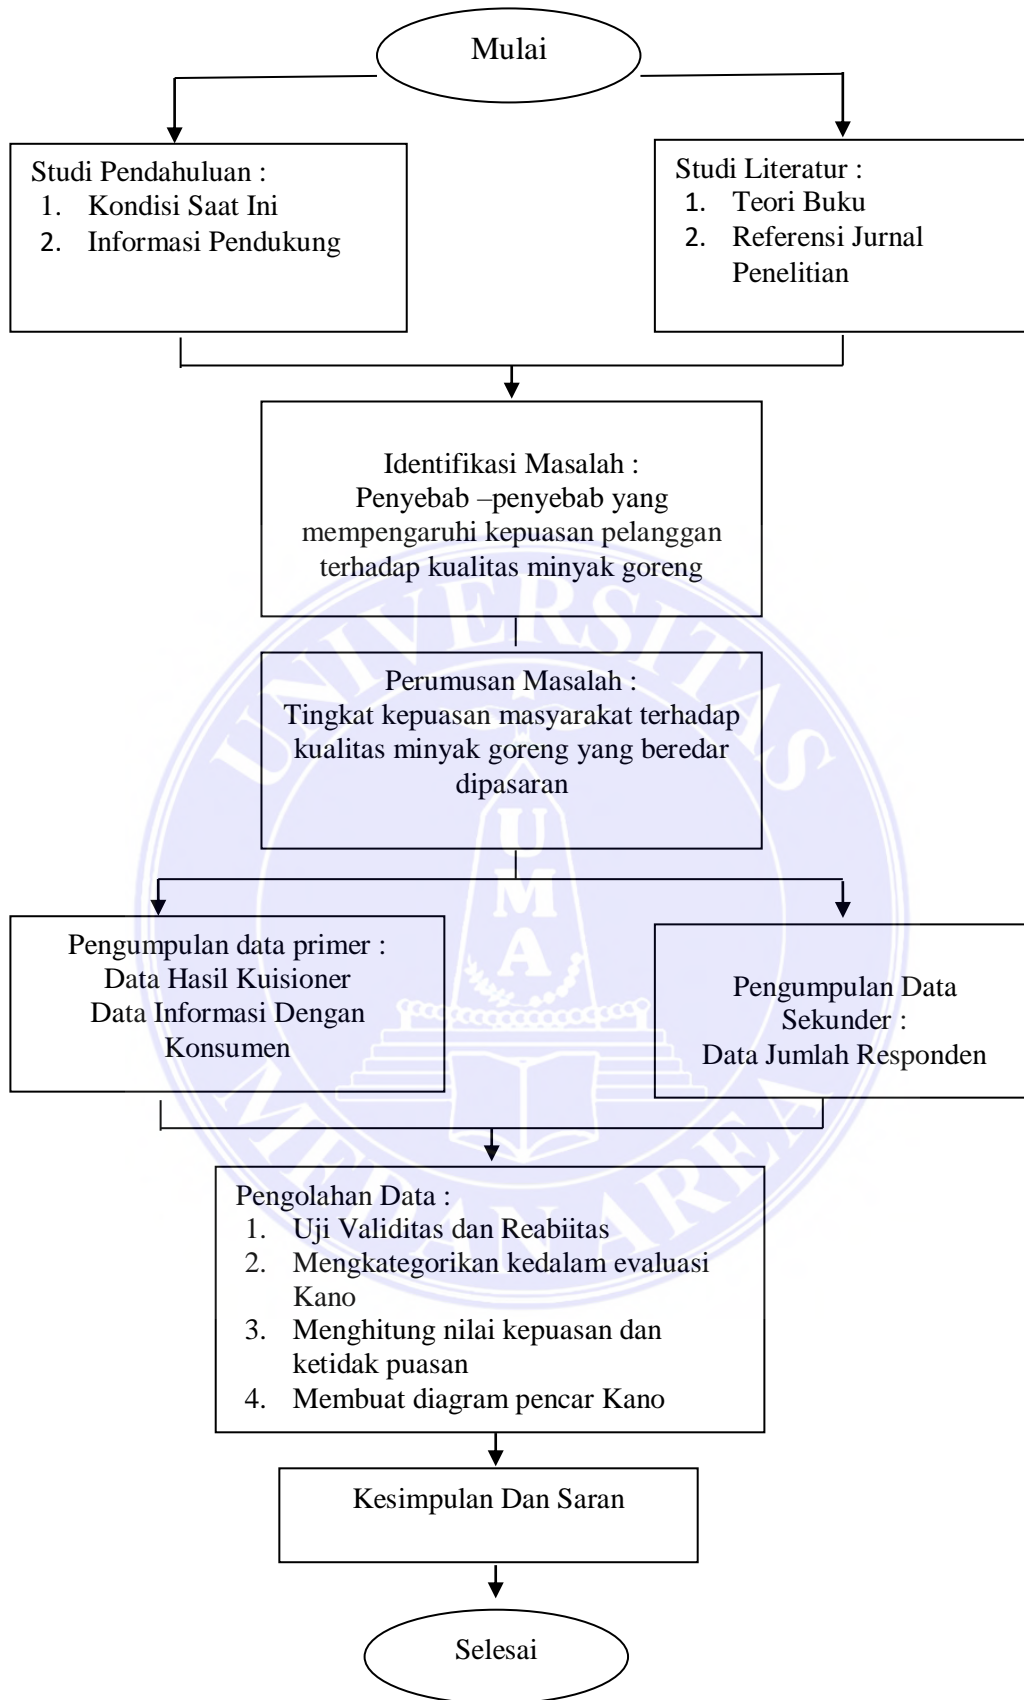 Mulai
Studi Pendahuluan :
1. Kondisi Saat Ini
2. Informasi Pendukung
Studi Literatur :
1. Teori Buku
2. Referensi Jurnal
Penelitian
Identifikasi Masalah :
Penyebab –penyebab yang
mempengaruhi kepuasan pelanggan
terhadap kualitas minyak goreng
Perumusan Masalah :
Tingkat kepuasan masyarakat terhadap
kualitas minyak goreng yang beredar
dipasaran
Pengumpulan data primer :
Data Hasil Kuisioner
Data Informasi Dengan
Konsumen
Pengumpulan Data
Sekunder :
Data Jumlah Responden
Pengolahan Data :
1. Uji Validitas dan Reabiitas
2. Mengkategorikan kedalam evaluasi
Kano
3. Menghitung nilai kepuasan dan
ketidak puasan
4. Membuat diagram pencar Kano
Kesimpulan Dan Saran
Selesai
UNIVERSITAS
UMA
MEDAN AREA